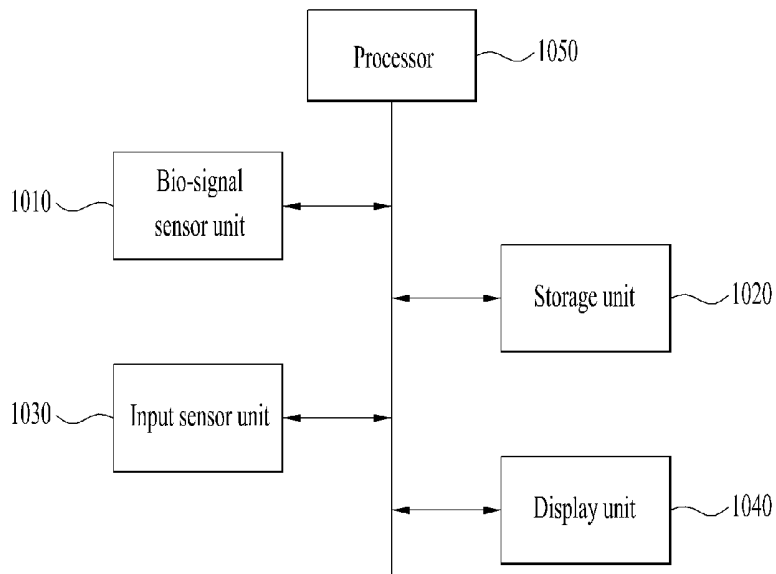 Processor
1050
Bio-signal
sensor unit
1010
Storage unit
1020
Input sensor unit
1030
Display unit
1040